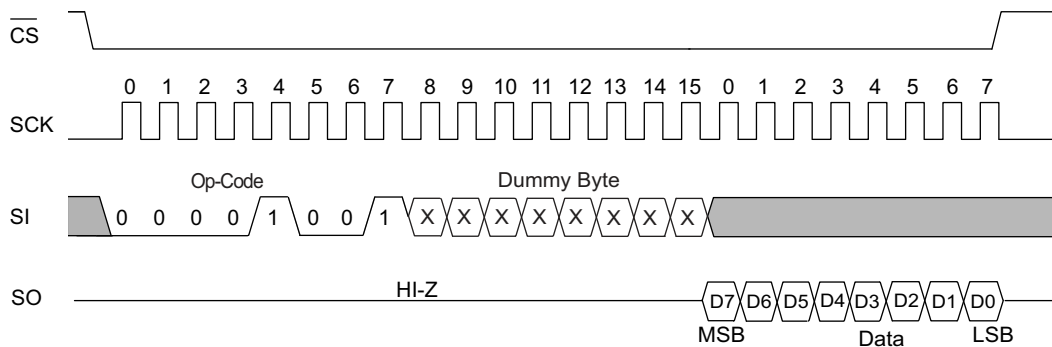 CS
0 1 2 3 4 5 6 7 8 9 10 11 12 13 14 15 0 1 2 3 4 5 6 7
SCK
Op-Code Dummy Byte
SI 0 0 0 0 1 0 0 1 X X X X X X X X
HI-Z
SO D7 D6 D5 D4 D3 D2 D1 D0
MSB Data LSB